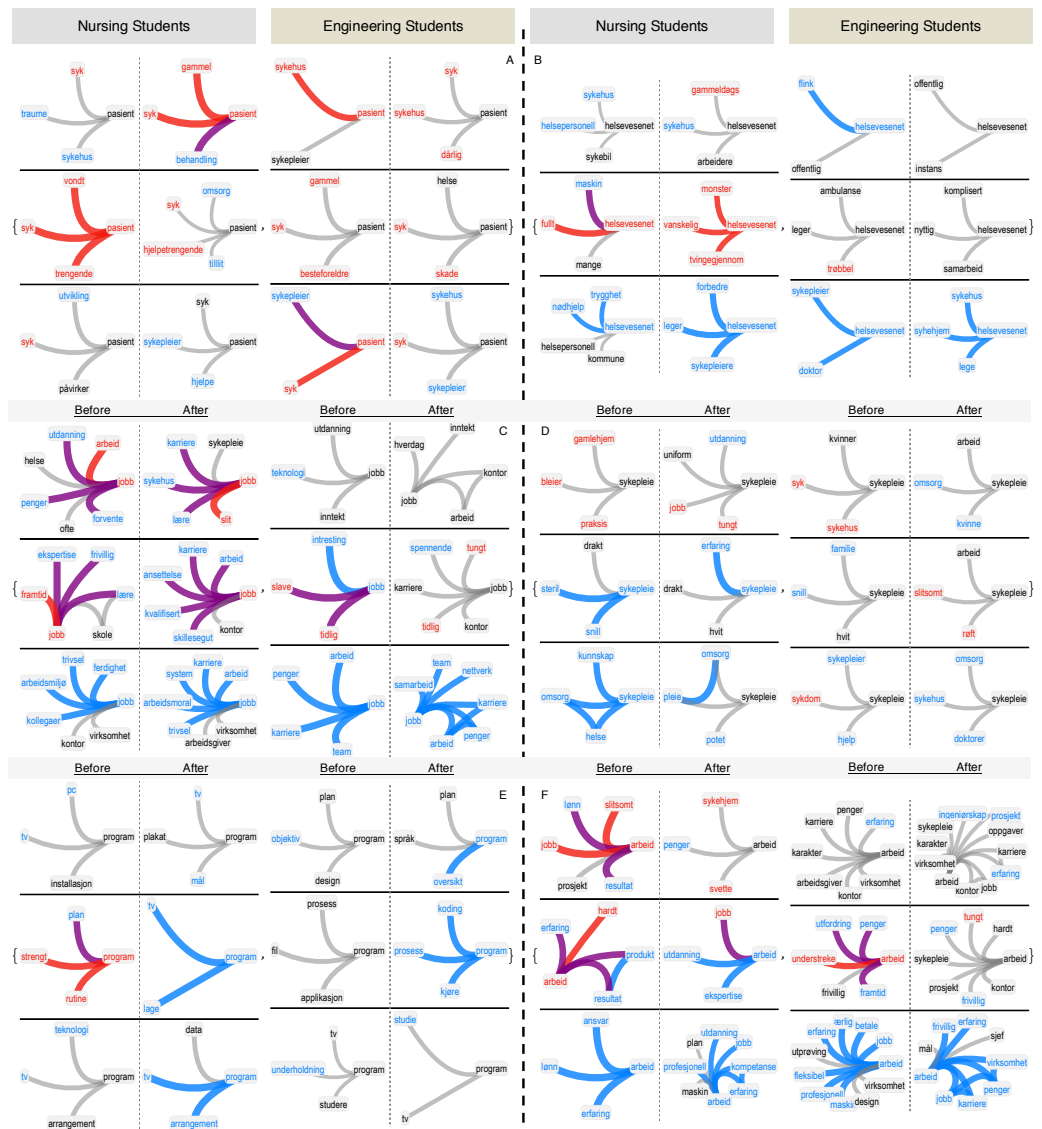 Nursing Students
Engineering Students
Nursing Students
Engineering Students
A
syk
traume
pasient
sykehus
gammel
syk
pasient
behandling
sykehus
pasient
sykepleier
syk
sykehus
pasient
dårlig
{
vondt
syk
pasient
trengende
omsorg
syk
pasient
hjelpetrengende
tillit
,
gammel
syk
pasient
besteforeldre
helse
syk
pasient
skade
}
utvikling
syk
pasient
påvirker
syk
sykepleier
pasient
hjelpe
sykepleier
pasient
syk
sykehus
syk
pasient
sykepleier
B
sykehus
helsepersonell
helsevesenet
sykebil
gammeldags
sykehus
helsevesenet
arbeidere
flink
helsevesenet
offentlig
offentlig
helsevesenet
instans
{
maskin
fullt
helsevesenet
mange
monster
vanskelig
helsevesenet
tvingegjennom
,
ambulanse
leger
helsevesenet
trøbbel
komplisert
nyttig
helsevesenet
samarbeid
}
trygghet
nødhjelp
helsevesenet
helsepersonell
kommune
forbedre
leger
helsevesenet
sykepleiere
sykepleier
helsevesenet
doktor
sykehus
syhehjem
helsevesenet
lege
Before
After
Before
After
C
utdanning
arbeid
helse
jobb
penger
forvente
ofte
karriere
sykepleie
sykehus
jobb
lære
slit
utdanning
teknologi
jobb
inntekt
inntekt
hverdag
kontor
jobb
arbeid
{
ekspertise
frivillig
framtid
lære
jobb
skole
karriere
arbeid
ansettelse
jobb
kvalifisert
kontor
skillesegut
,
intresting
slave
jobb
tidlig
spennende
tungt
karriere
jobb
tidlig
kontor
}
trivsel
ferdighet
arbeidsmiljø
jobb
kollegaer
virksomhet
kontor
karriere
system
arbeid
arbeidsmoral
jobb
trivsel
virksomhet
arbeidsgiver
arbeid
penger
jobb
karriere
team
team
nettverk
samarbeid
karriere
jobb
penger
arbeid
D
gamlehjem
bleier
sykepleie
praksis
utdanning
uniform
sykepleie
jobb
tungt
kvinner
syk
sykepleie
sykehus
arbeid
omsorg
sykepleie
kvinne
{
drakt
steril
sykepleie
snill
erfaring
drakt
sykepleie
hvit
,
familie
snill
sykepleie
hvit
arbeid
slitsomt
sykepleie
røft
}
kunnskap
omsorg
sykepleie
helse
omsorg
pleie
sykepleie
potet
sykepleier
sykdom
sykepleie
hjelp
omsorg
sykehus
sykepleie
doktorer
Before
After
Before
After
Before
After
Before
After
E
pc
tv
program
installasjon
tv
plakat
program
mål
plan
objektiv
program
design
plan
språk
program
oversikt
{
plan
strengt
program
rutine
tv
program
lage
,
prosess
fil
program
applikasjon
koding
prosess
program
kjøre
}
teknologi
tv
program
arrangement
data
tv
program
arrangement
tv
underholdning
program
studere
studie
program
tv
F
lønn
slitsomt
jobb
arbeid
prosjekt
resultat
sykehjem
penger
arbeid
svette
penger
karriere
erfaring
karakter
arbeid
arbeidsgiver
virksomhet
kontor
ingeniørskap
prosjekt
sykepleie
oppgaver
karakter
karriere
virksomhet
erfaring
arbeid
kontor
jobb
{
hardt
erfaring
produkt
arbeid
resultat
jobb
utdanning
arbeid
ekspertise
,
utfordring
penger
understreke
arbeid
frivillig
framtid
tungt
penger
hardt
sykepleie
arbeid
prosjekt
kontor
frivillig
}
ansvar
lønn
arbeid
erfaring
utdanning
plan
jobb
profesjonell
kompetanse
maskin
erfaring
arbeid
ærlig
erfaring
betale
jobb
utprøving
arbeid
fleksibel
virksomhet
profesjonell
maskin
design
frivillig
erfaring
sjef
mål
virksomhet
arbeid
penger
jobb
karriere